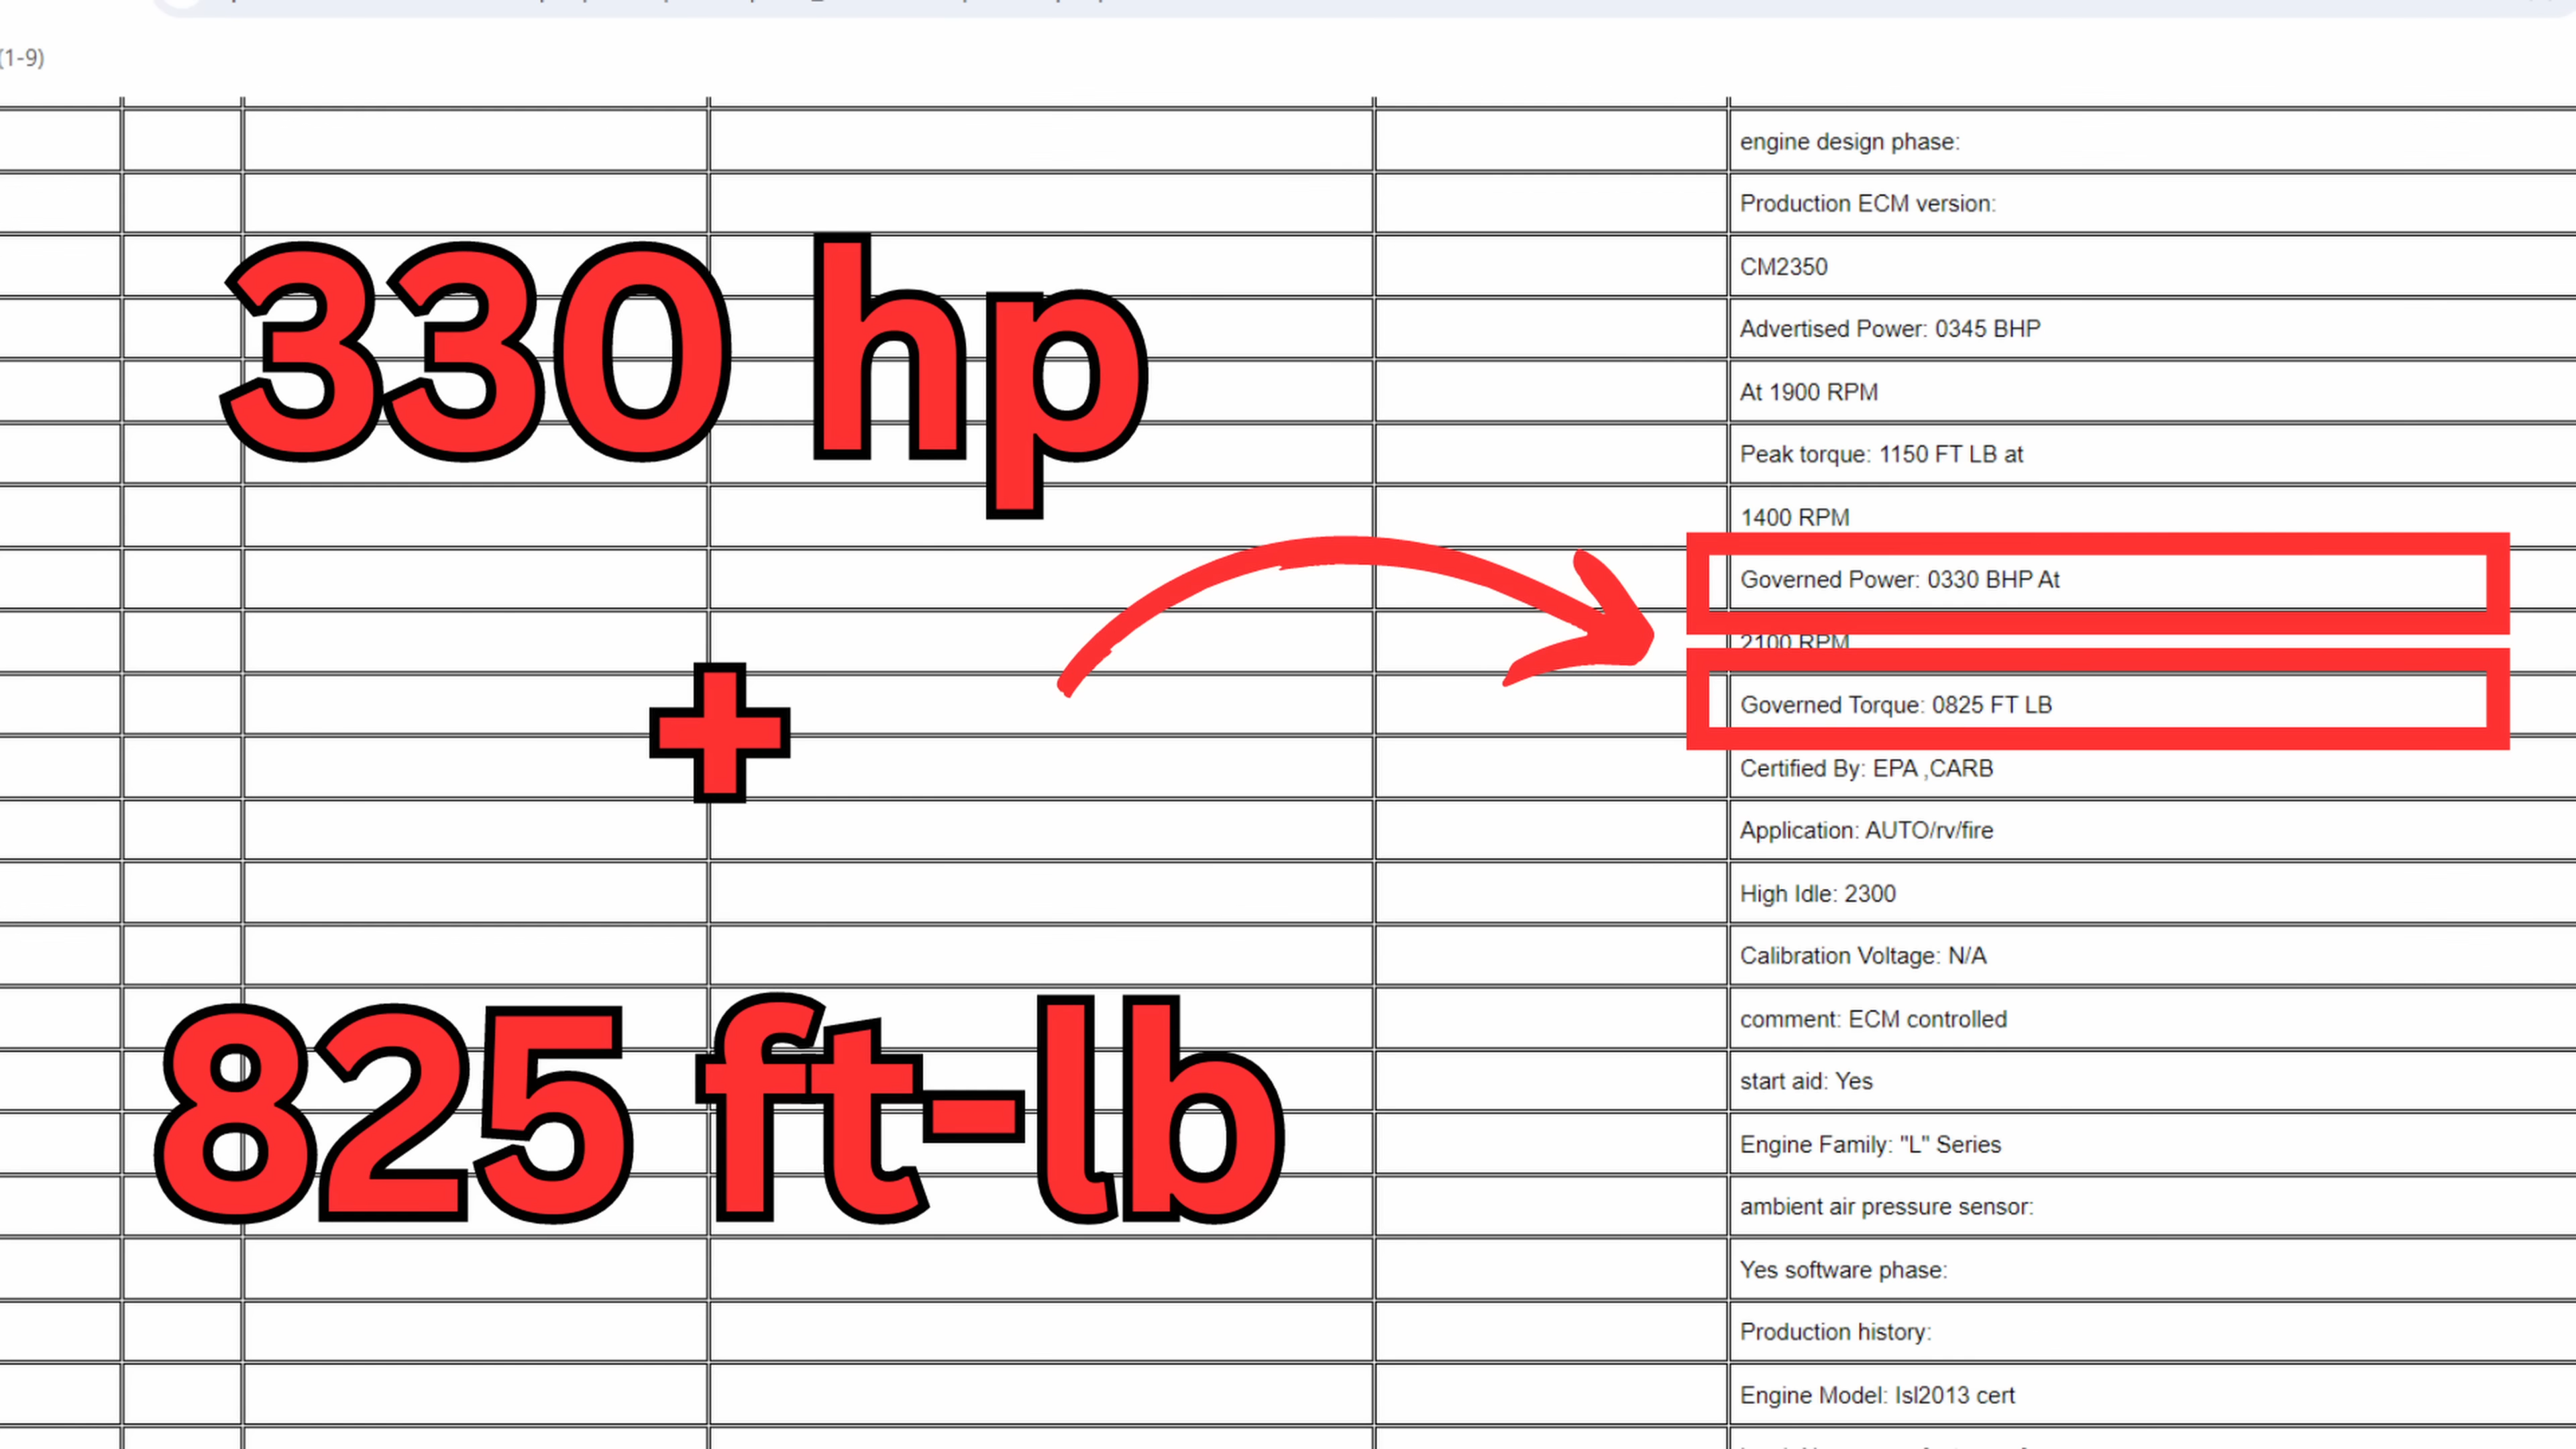 (1-9)
engine design phase:
Production ECM version:
CM2350
Advertised Power: 0345 BHP
At 1900 RPM
Peak torque: 1150 FT LB at
1400 RPM
Governed Power: 0330 BHP At
2100 RPM
Governed Torque: 0825 FT LB
Certified By: EPA ,CARB
Application: AUTO/rv/fire
High Idle: 2300
Calibration Voltage: N/A
comment: ECM controlled
start aid: Yes
Engine Family: "L" Series
ambient air pressure sensor:
Yes software phase:
Production history:
Engine Model: Isl2013 cert
330 hp
+
825 ft-lb